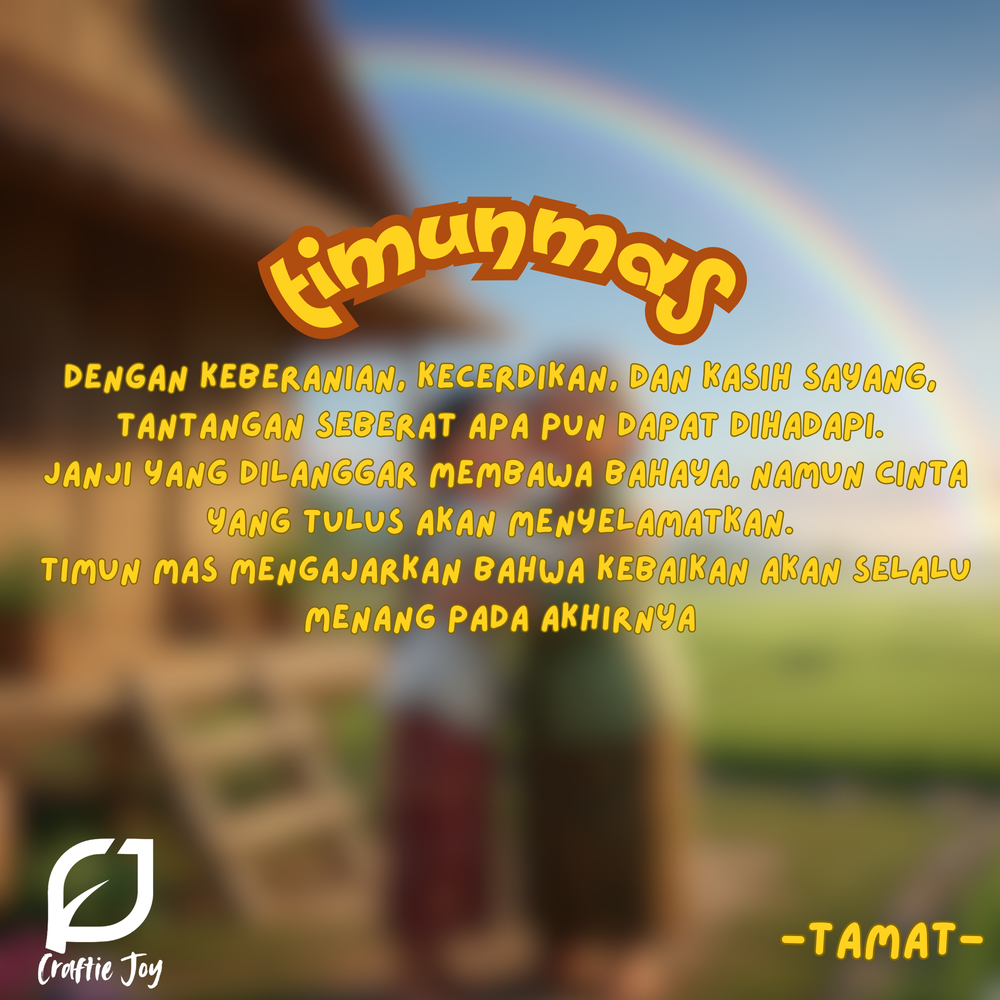 timunmas
DENGAN KEBERANIAN, KECERDIKAN, DAN KASIH SAYANG,
TANTANGAN SEBERAT APA PUN DAPAT DIHADAPI.
JANJI YANG DILANGGAR MEMBAWA BAHAYA, NAMUN CINTA
YANG TULUS AKAN MENYELAMATKAN.
TIMUN MAS MENGAJARKAN BAHWA KEBAIKAN AKAN SELALU
MENANG PADA AKHIRNYA
-TAMAT-
Craftie Joy